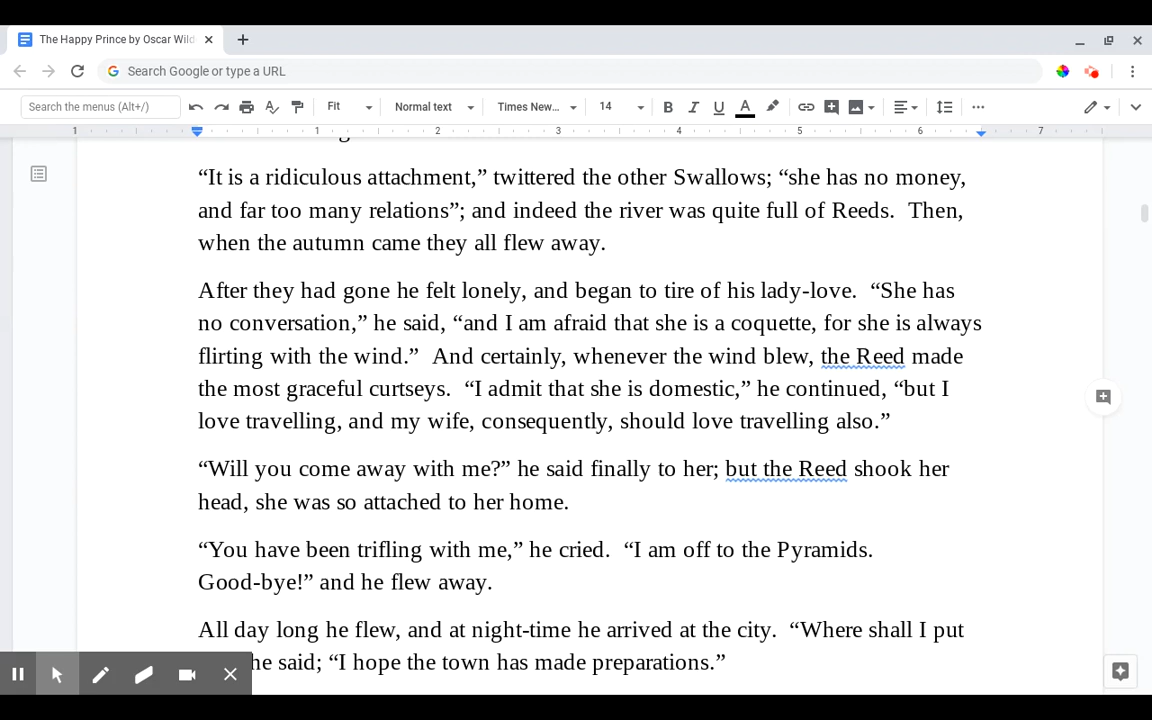 The Happy Prince by Oscar Wild
Search Google or type a URL
Search the menus (Alt+/)
Fit
Normal text
Times New...
14
B I U A
1 1 2 3 4 5 6 7
“It is a ridiculous attachment,” twittered the other Swallows; “she has no money,
and far too many relations”; and indeed the river was quite full of Reeds.  Then,
when the autumn came they all flew away.
After they had gone he felt lonely, and began to tire of his lady-love.  “She has
no conversation,” he said, “and I am afraid that she is a coquette, for she is always
flirting with the wind.”  And certainly, whenever the wind blew, the Reed made
the most graceful curtseys.  “I admit that she is domestic,” he continued, “but I
love travelling, and my wife, consequently, should love travelling also.”
“Will you come away with me?” he said finally to her; but the Reed shook her
head, she was so attached to her home.
“You have been trifling with me,” he cried.  “I am off to the Pyramids.
Good-bye!” and he flew away.
All day long he flew, and at night-time he arrived at the city.  “Where shall I put
he said; “I hope the town has made preparations.”